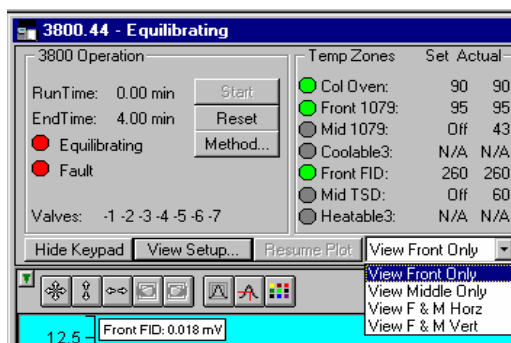 3800.44 - Equilibrating
3800 Operation
RunTime: 0.00 min
Start
EndTime: 4.00 min
Reset
Equilibrating
Method...
Fault
Valves: -1 -2 -3 -4 -5 -6 -7
Temp Zones Set Actual
Col Oven: 90 90
Front 1079: 95 95
Mid 1079: Off 43
Coolable3: N/A N/A
Front FID: 260 260
Mid TSD: Off 60
Heatable3: N/A N/A
Hide Keypad View Setup... Resume Plot View Front Only
View Front Only
View Middle Only
View F & M Horz
View F & M Vert
12.5
Front FID: 0.018 mV